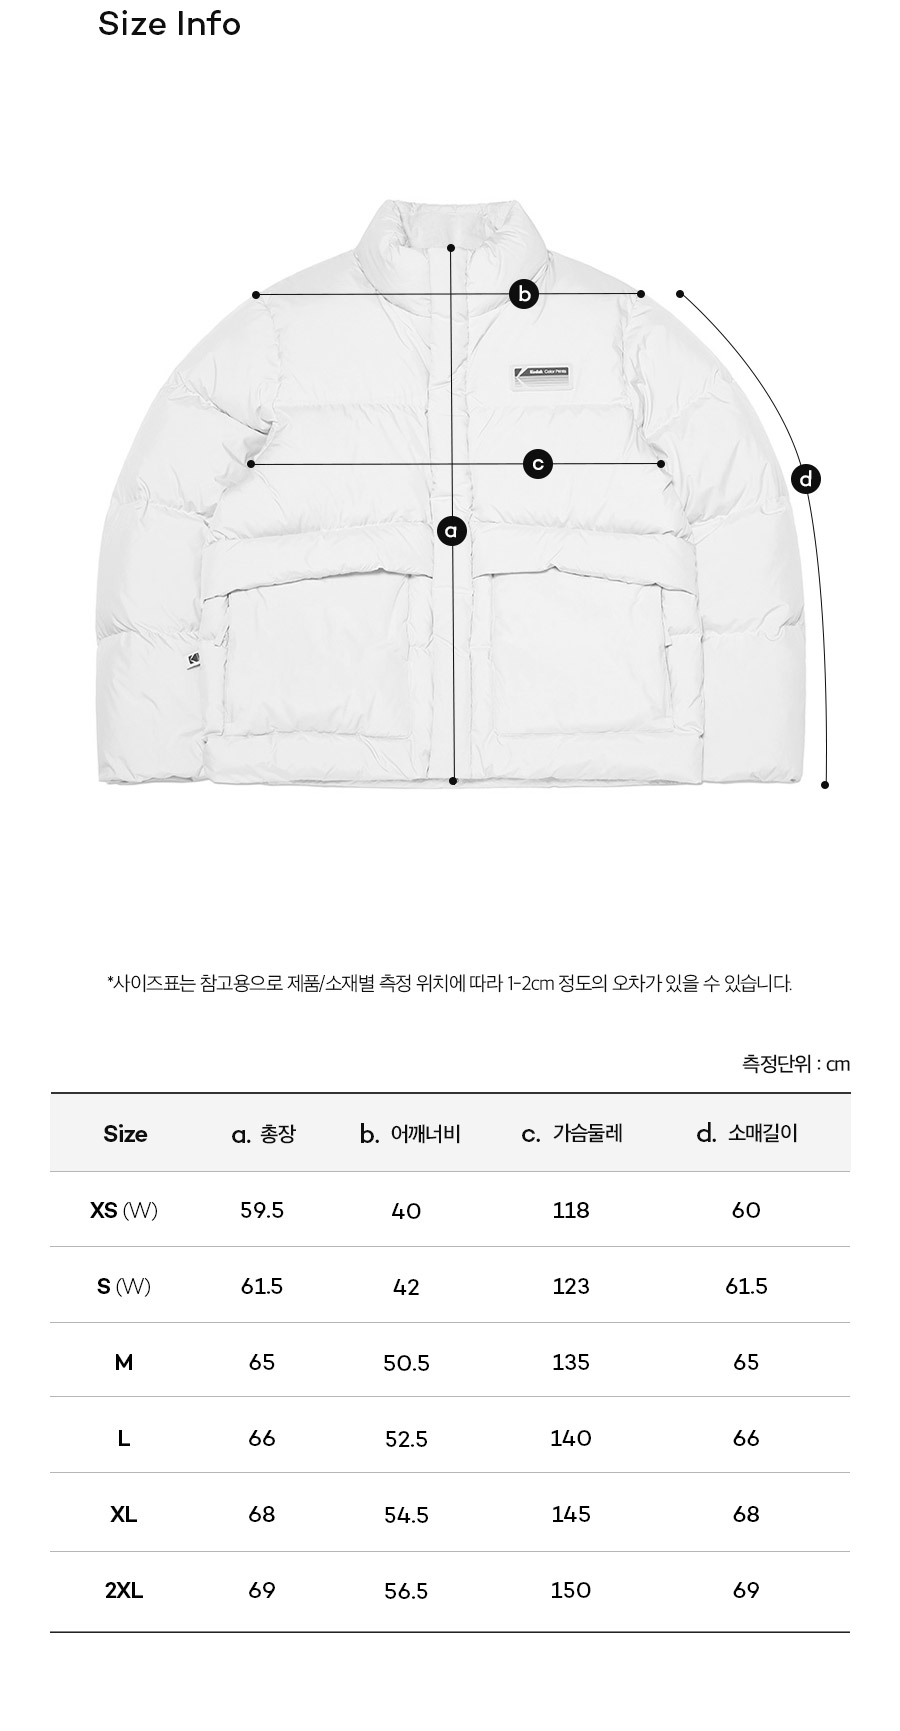 Size Info
b
Kodak Color Prints
c
d
a
*사이즈표는 참고용으로 제품/소재별 측정 위치에 따라 1-2cm 정도의 오차가 있을 수 있습니다.
측정단위 : cm
Size a. 총장 b. 어깨너비 c. 가슴둘레 d. 소매길이
XS (W) 59.5 40 118 60
S (W) 61.5 42 123 61.5
M 65 50.5 135 65
L 66 52.5 140 66
XL 68 54.5 145 68
2XL 69 56.5 150 69